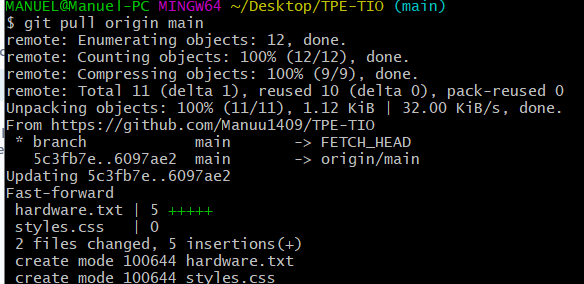 MANUEL@Manuel-PC MINGW64 ~/Desktop/TPE-TIO (main)
$ git pull origin main
remote: Enumerating objects: 12, done.
remote: Counting objects: 100% (12/12), done.
remote: Compressing objects: 100% (9/9), done.
remote: Total 11 (delta 1), reused 10 (delta 0), pack-reused 0
Unpacking objects: 100% (11/11), 1.12 KiB | 32.00 KiB/s, done.
From https://github.com/Manuu1409/TPE-TIO
 * branch            main       -> FETCH_HEAD
   5c3fb7e..6097ae2  main       -> origin/main
Updating 5c3fb7e..6097ae2
Fast-forward
 hardware.txt | 5 +++++
 styles.css   | 0
 2 files changed, 5 insertions(+)
 create mode 100644 hardware.txt
 create mode 100644 styles.css